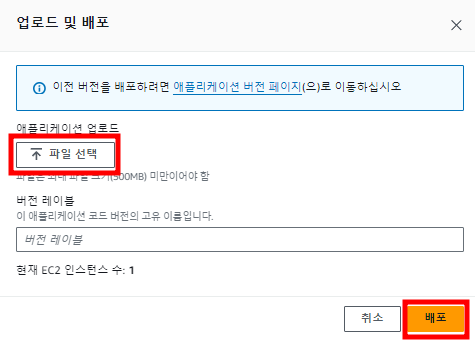 업로드 및 배포
이전 버전을 배포하려면 애플리케이션 버전 페이지(으)로 이동하십시오
애플리케이션 업로드
파일 선택
파일은 최대 파일 크기(500MB) 미만이어야 함
버전 레이블
이 애플리케이션 코드 버전의 고유 이름입니다.
버전 레이블
현재 EC2 인스턴스 수: 1
취소
배포